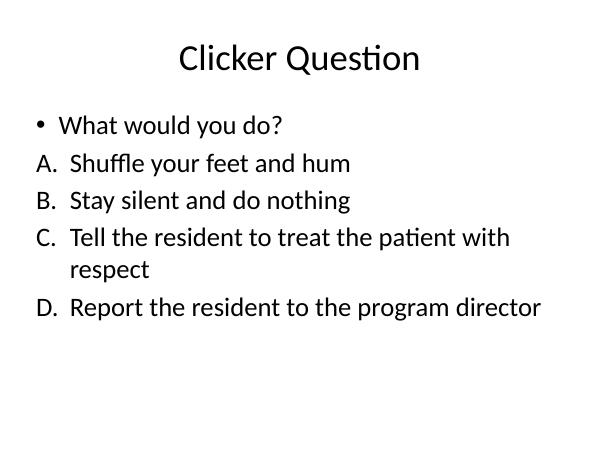 Clicker Question
• What would you do?
A. Shuffle your feet and hum
B. Stay silent and do nothing
C. Tell the resident to treat the patient with
respect
D. Report the resident to the program director